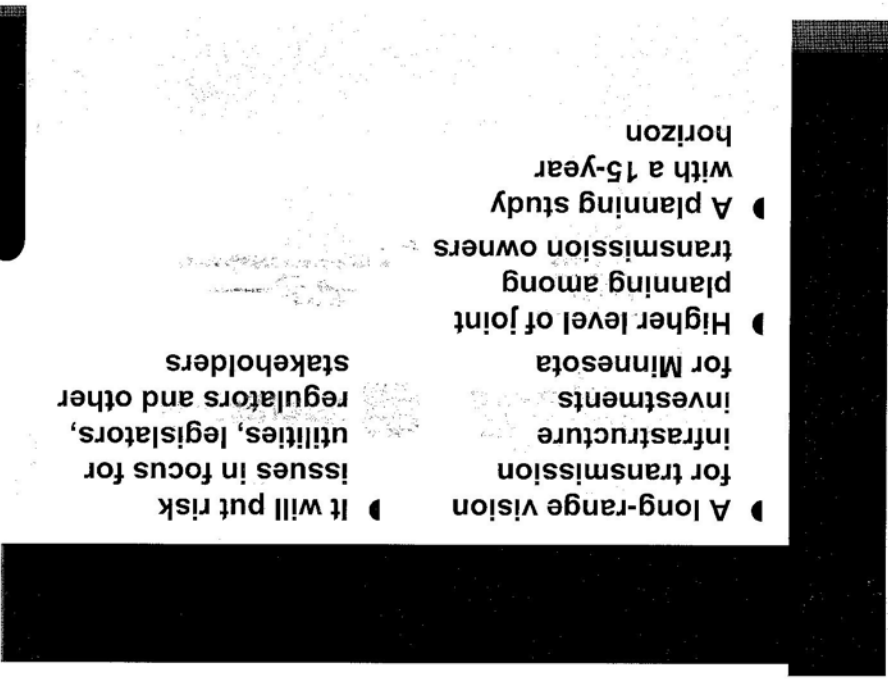 ◗ A long-range vision
for transmission
infrastructure
investments
for Minnesota
◗ Higher level of joint
planning among
transmission owners
◗ A planning study
with a 15-year
horizon
◗ It will put risk
issues in focus for
utilities, legislators,
regulators and other
stakeholders